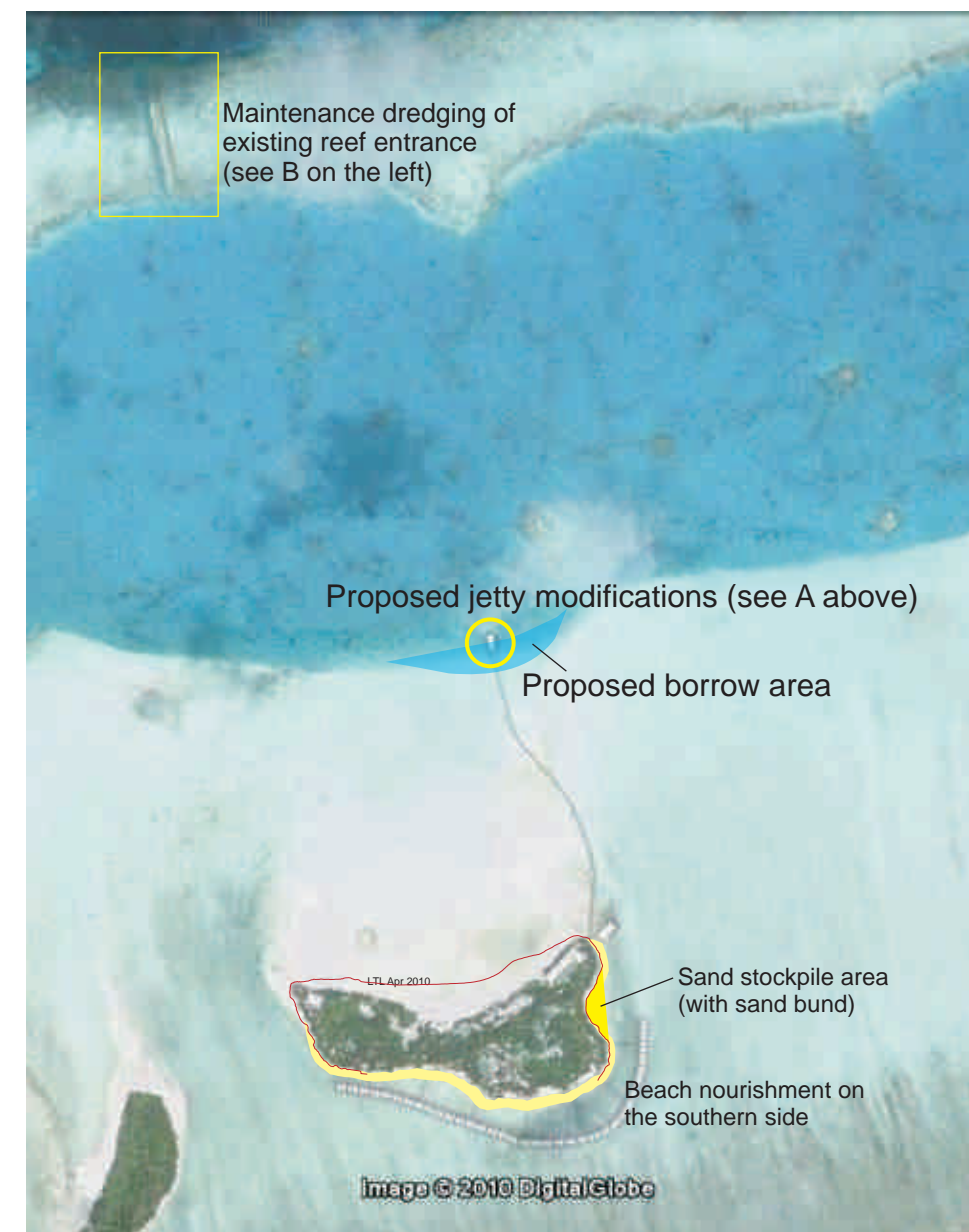 Maintenance dredging of
existing reef entrance
(see B on the left)
Proposed jetty modifications (see A above)
Proposed borrow area
LTL Apr 2010
Sand stockpile area
(with sand bund)
Beach nourishment on
the southern side
Image © 2010 DigitalGlobe